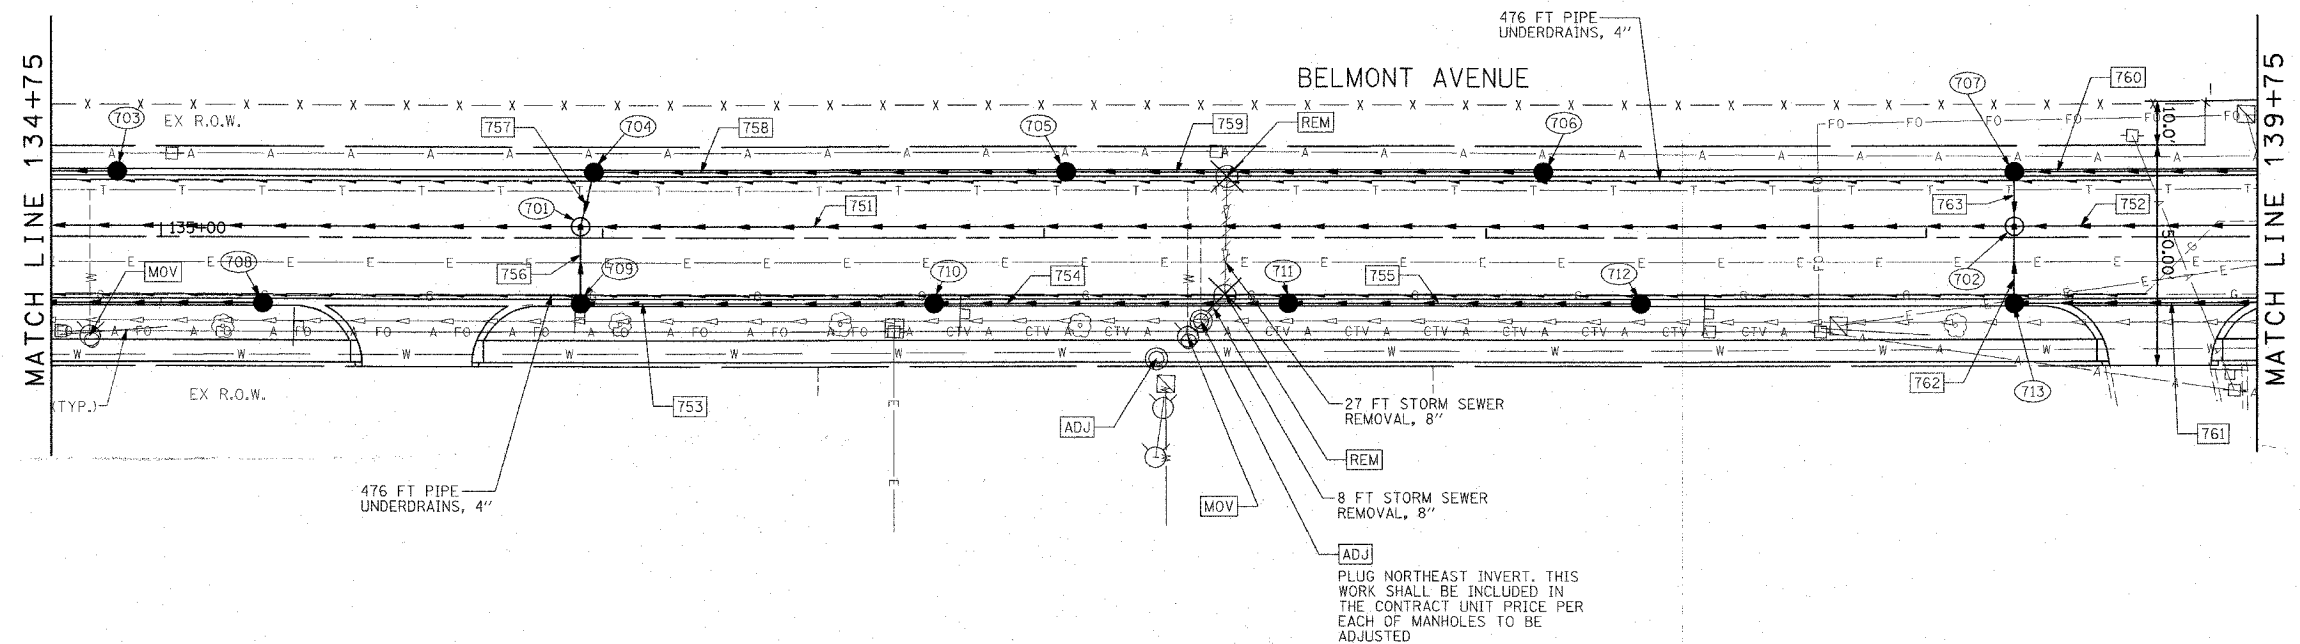 476 FT PIPE
UNDERDRAINS, 4"
BELMONT AVENUE
MATCH LINE 134+75
MATCH LINE 139+75
703
EX R.O.W.
757
704
758
705
759
REM
706
707
760
10.0'
701
135+00
751
763
752
50.00'
MOV
708
756
709
710
754
711
755
712
702
(TYP.)
EX R.O.W.
753
ADJ
762
713
761
27 FT STORM SEWER
REMOVAL, 8"
REM
476 FT PIPE
UNDERDRAINS, 4"
MOV
8 FT STORM SEWER
REMOVAL, 8"
ADJ
PLUG NORTHEAST INVERT. THIS
WORK SHALL BE INCLUDED IN
THE CONTRACT UNIT PRICE PER
EACH OF MANHOLES TO BE
ADJUSTED